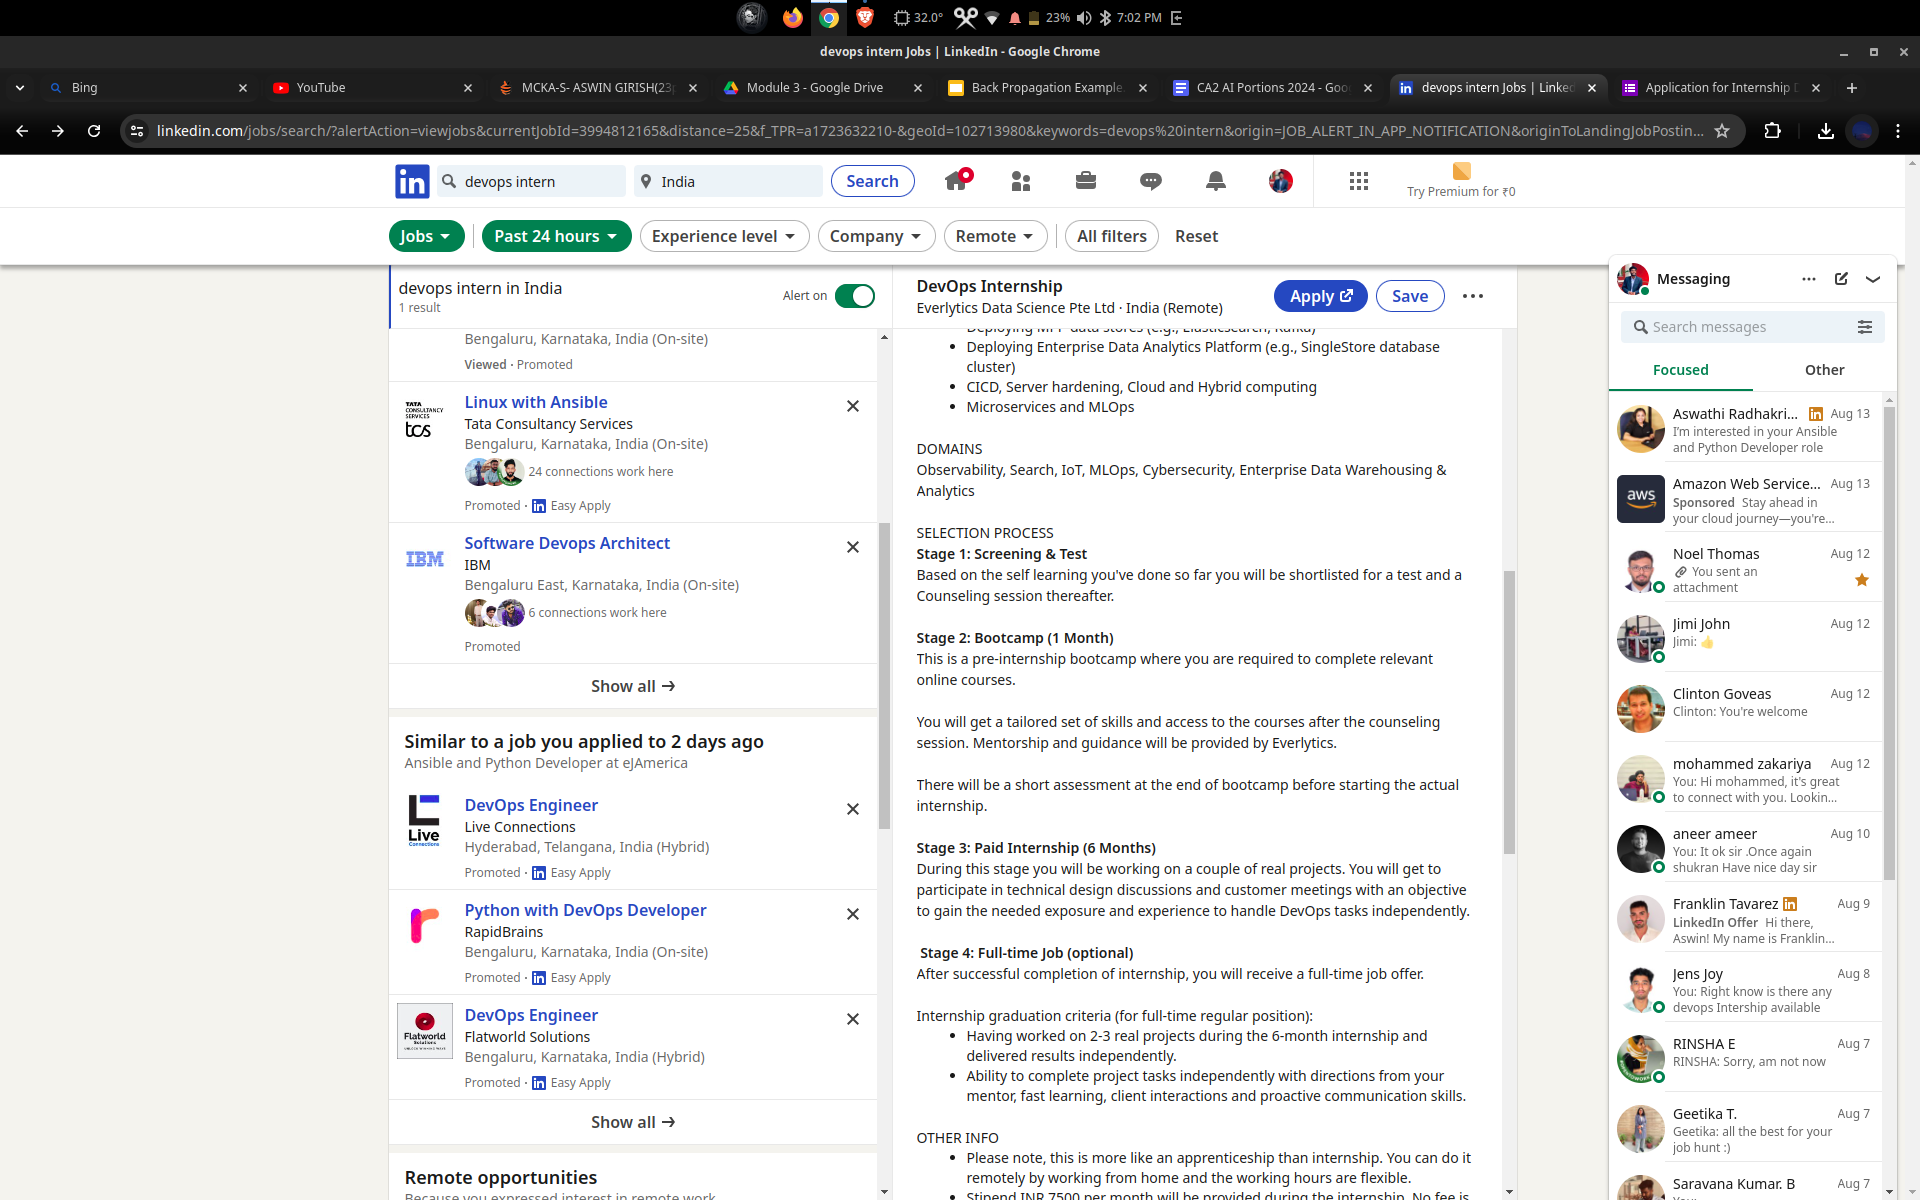 32.0°
23%
7:02 PM
devops intern Jobs | LinkedIn - Google Chrome
Bing
YouTube
MCKA-S- ASWIN GIRISH(23
Module 3 - Google Drive
Back Propagation Example
CA2 AI Portions 2024 - Goo
devops intern Jobs | Linked
Application for Internship
linkedin.com/jobs/search/?alertAction=viewjobs&currentJobId=3994812165&distance=25&f_TPR=a1723632210-&geoId=102713980&keywords=devops%20intern&origin=JOB_ALERT_IN_APP_NOTIFICATION&originToLandingJobPostin...
in
devops intern
India
Search
Try Premium for ₹0
Jobs
Past 24 hours
Experience level
Company
Remote
All filters
Reset
devops intern in India
1 result
Alert on
Bengaluru, Karnataka, India (On-site)
Viewed · Promoted
TATA
CONSULTANCY
SERVICES
tcs
Linux with Ansible
Tata Consultancy Services
Bengaluru, Karnataka, India (On-site)
24 connections work here
Promoted · in Easy Apply
IBM
Software Devops Architect
IBM
Bengaluru East, Karnataka, India (On-site)
6 connections work here
Promoted
Show all →
Similar to a job you applied to 2 days ago
Ansible and Python Developer at eJAmerica
Live
Connections
DevOps Engineer
Live Connections
Hyderabad, Telangana, India (Hybrid)
Promoted · in Easy Apply
Python with DevOps Developer
RapidBrains
Bengaluru, Karnataka, India (On-site)
Promoted · in Easy Apply
Flatworld
Solutions
DevOps Engineer
Flatworld Solutions
Bengaluru, Karnataka, India (Hybrid)
Promoted · in Easy Apply
Show all →
Remote opportunities
Because you expressed interest in remote work
DevOps Internship
Everlytics Data Science Pte Ltd · India (Remote)
Apply
Save
Deploying MPP data stores (e.g., Elasticsearch, Kafka)
• Deploying Enterprise Data Analytics Platform (e.g., SingleStore database
cluster)
• CICD, Server hardening, Cloud and Hybrid computing
• Microservices and MLOps
DOMAINS
Observability, Search, IoT, MLOps, Cybersecurity, Enterprise Data Warehousing &
Analytics
SELECTION PROCESS
Stage 1: Screening & Test
Based on the self learning you've done so far you will be shortlisted for a test and a
Counseling session thereafter.
Stage 2: Bootcamp (1 Month)
This is a pre-internship bootcamp where you are required to complete relevant
online courses.
You will get a tailored set of skills and access to the courses after the counseling
session. Mentorship and guidance will be provided by Everlytics.
There will be a short assessment at the end of bootcamp before starting the actual
internship.
Stage 3: Paid Internship (6 Months)
During this stage you will be working on a couple of real projects. You will get to
participate in technical design discussions and customer meetings with an objective
to gain the needed exposure and experience to handle DevOps tasks independently.
Stage 4: Full-time Job (optional)
After successful completion of internship, you will receive a full-time job offer.
Internship graduation criteria (for full-time regular position):
• Having worked on 2-3 real projects during the 6-month internship and
delivered results independently.
• Ability to complete project tasks independently with directions from your
mentor, fast learning, client interactions and proactive communication skills.
OTHER INFO
• Please note, this is more like an apprenticeship than internship. You can do it
remotely by working from home and the working hours are flexible.
• Stipend INR 7500 per month will be provided during the internship. No fee is
Messaging
Search messages
Focused
Other
Aswathi Radhakri... in Aug 13
I'm interested in your Ansible
and Python Developer role
aws
Amazon Web Service... Aug 13
Sponsored Stay ahead in
your cloud journey—you're...
Noel Thomas Aug 12
You sent an
attachment
Jimi John Aug 12
Jimi: 👍
Clinton Goveas Aug 12
Clinton: You're welcome
mohammed zakariya Aug 12
You: Hi mohammed, it's great
to connect with you. Lookin...
aneer ameer Aug 10
You: It ok sir .Once again
shukran Have nice day sir
Franklin Tavarez in Aug 9
LinkedIn Offer Hi there,
Aswin! My name is Franklin...
Jens Joy Aug 8
You: Right know is there any
devops Intership available
RINSHA E Aug 7
RINSHA: Sorry, am not now
Geetika T. Aug 7
Geetika: all the best for your
job hunt :)
Saravana Kumar. B Aug 7